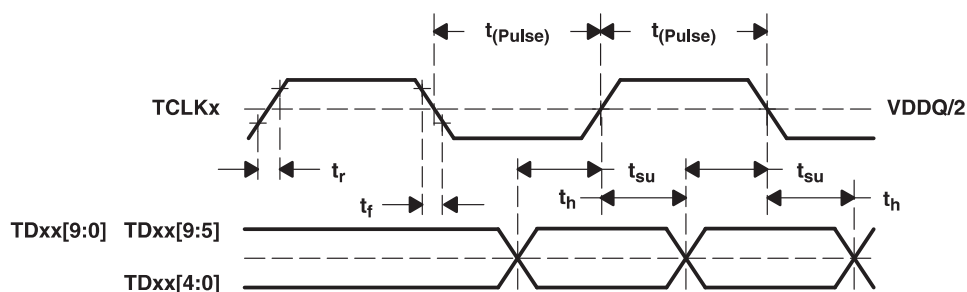 t(Pulse) t(Pulse)
TCLKx VDDQ/2
tr tsu tsu
tf th th
TDxx[9:0] TDxx[9:5]
TDxx[4:0]